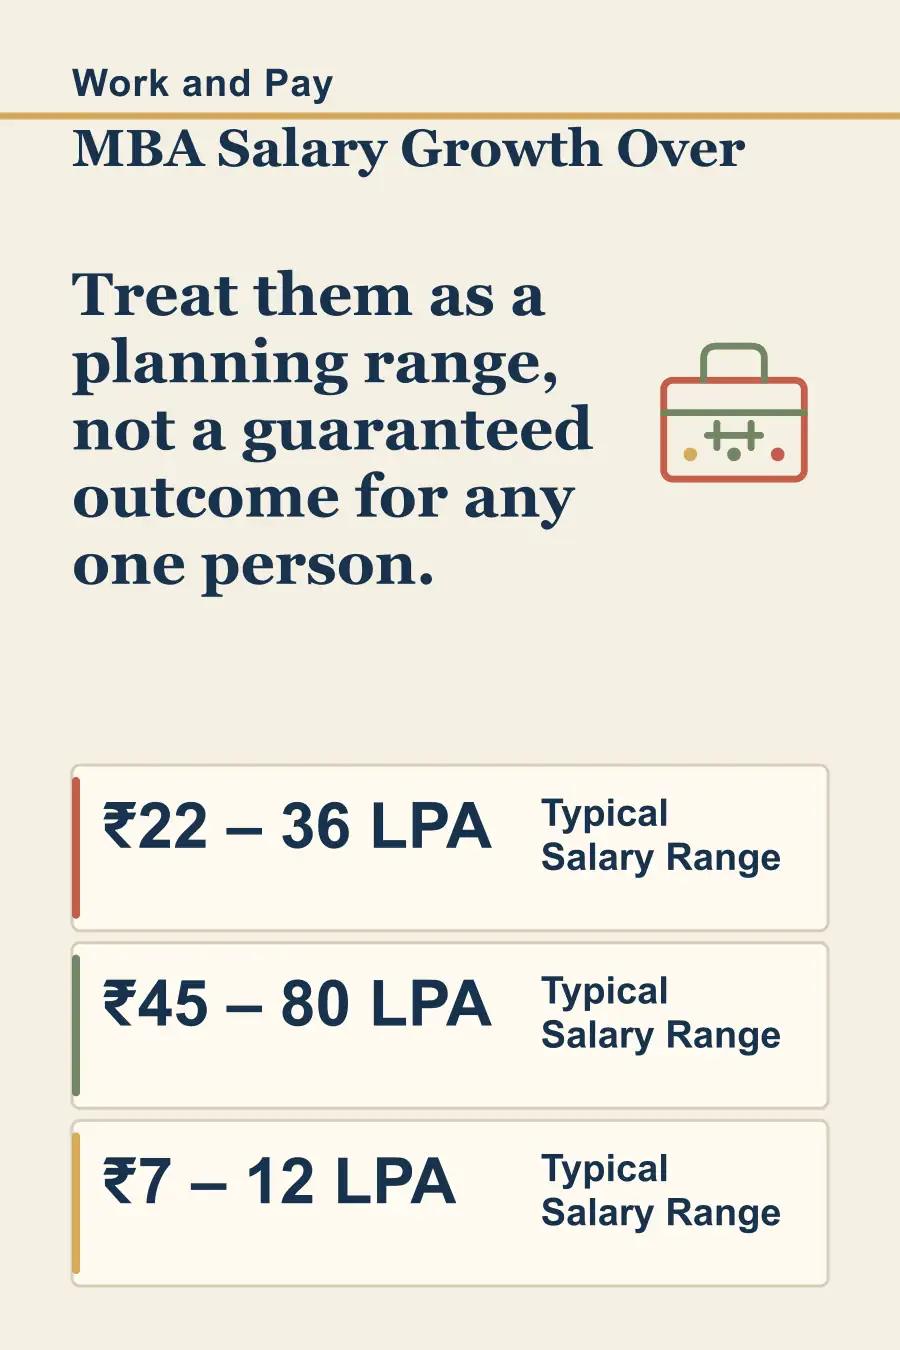 Work and Pay
MBA Salary Growth Over
Treat them as a
planning range,
not a guaranteed
outcome for any
one person.
₹22 – 36 LPA
Typical
Salary Range
₹45 – 80 LPA
Typical
Salary Range
₹7 – 12 LPA
Typical
Salary Range